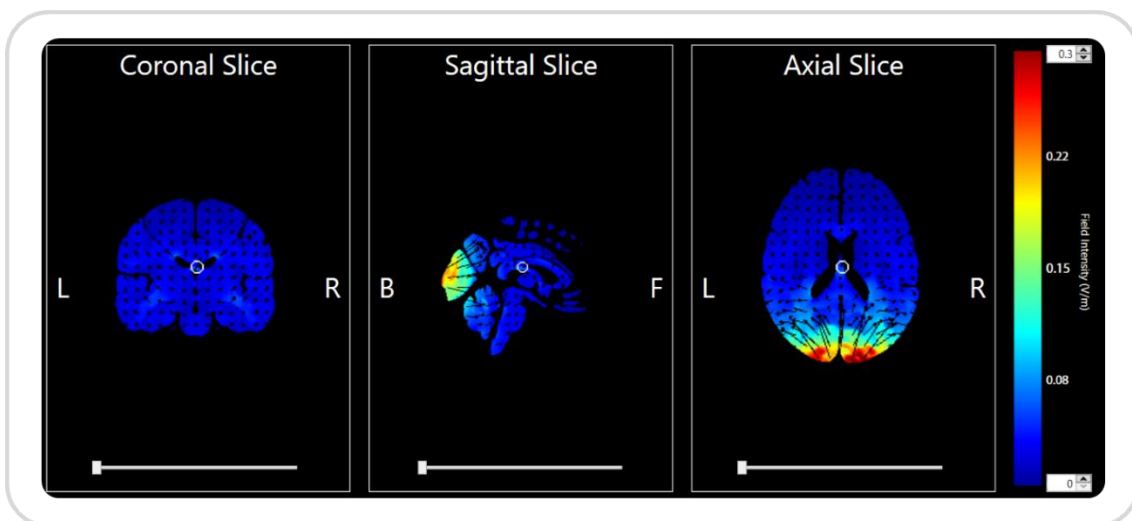 Coronal Slice
L
R
Sagittal Slice
B
F
Axial Slice
L
R
0.3
0.22
0.15
0.08
0
Field Intensity (V/m)